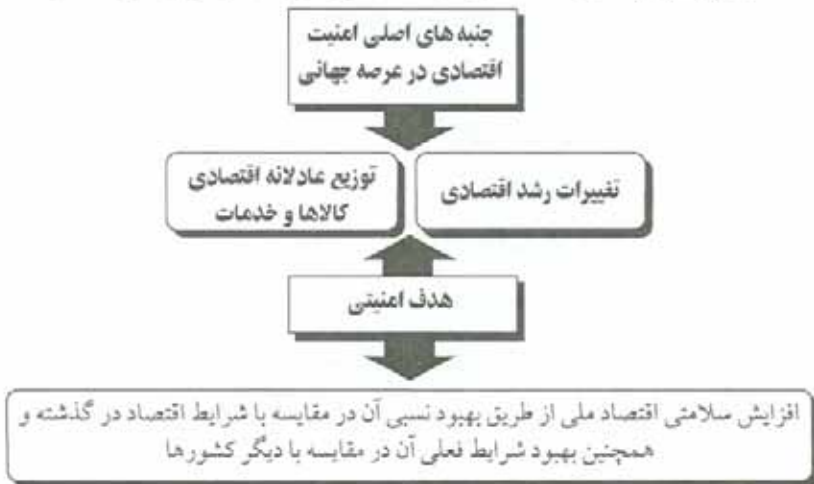 جنبه های اصلی امنیت
اقتصادی در عرصه جهانی
تغییرات رشد اقتصادی
توزیع عادلانه اقتصادی
کالاها و خدمات
هدف امنیتی
افزایش سلامتی اقتصاد ملی از طریق بهبود نسبی آن در مقایسه با شرایط اقتصاد در گذشته و
همچنین بهبود شرایط فعلی آن در مقایسه با دیگر کشورها